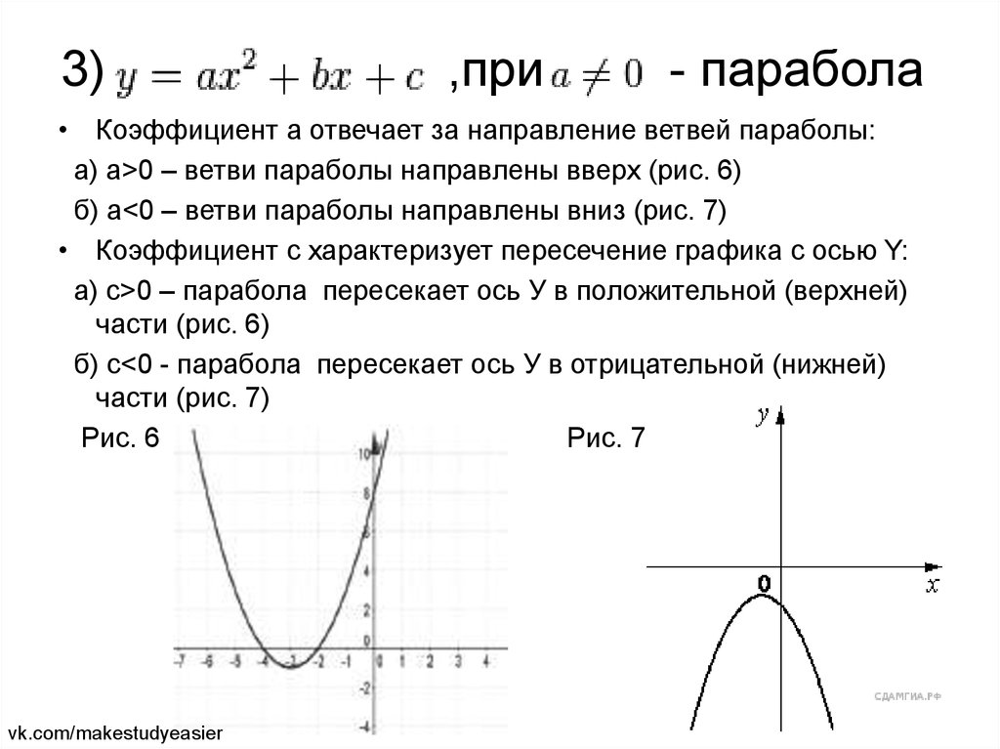 3) y = ax² + bx + c ,при a ≠ 0 - парабола
• Коэффициент а отвечает за направление ветвей параболы:
а) а>0 – ветви параболы направлены вверх (рис. 6)
б) а<0 – ветви параболы направлены вниз (рис. 7)
• Коэффициент с характеризует пересечение графика с осью Y:
а) с>0 – парабола пересекает ось У в положительной (верхней)
части (рис. 6)
б) с<0 - парабола пересекает ось У в отрицательной (нижней)
части (рис. 7)
Рис. 6
10
8
6
4
2
0
-7 -6 -5 -4 -3 -2 -1 0 1 2 3 4
-2
-4
Рис. 7
y
0
x
СДАМГИА.РФ
vk.com/makestudyeasier